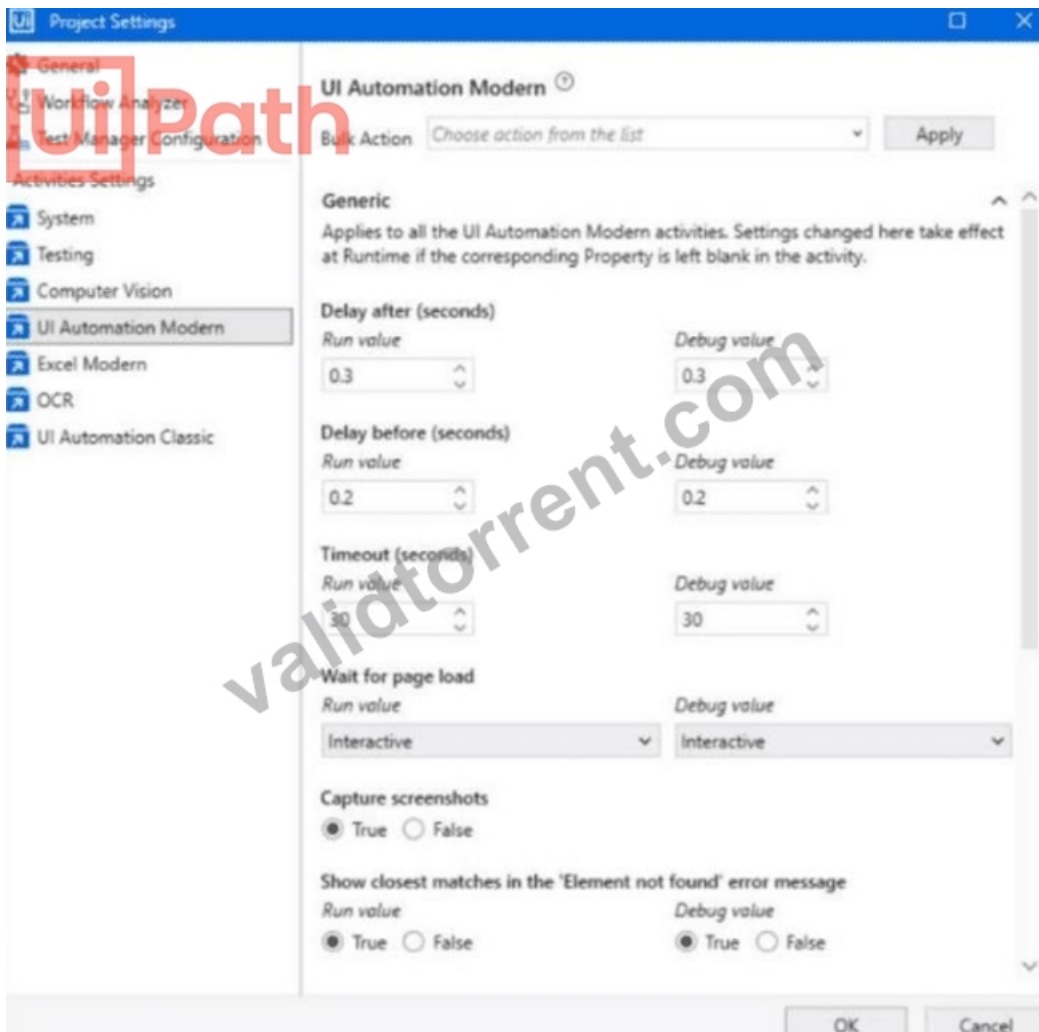 Ui Project Settings
General
Workflow Analyzer
Test Manager Configuration
UiPath
Activities Settings
System
Testing
Computer Vision
UI Automation Modern
Excel Modern
OCR
UI Automation Classic
UI Automation Modern ?
Bulk Action Choose action from the list Apply
Generic
Applies to all the UI Automation Modern activities. Settings changed here take effect
at Runtime if the corresponding Property is left blank in the activity.
Delay after (seconds)
Run value Debug value
0.3 0.3
Delay before (seconds)
Run value Debug value
0.2 0.2
Timeout (seconds)
Run value Debug value
30 30
Wait for page load
Run value Debug value
Interactive Interactive
Capture screenshots
True False
Show closest matches in the 'Element not found' error message
Run value Debug value
True False True False
OK Cancel
validtorrent.com